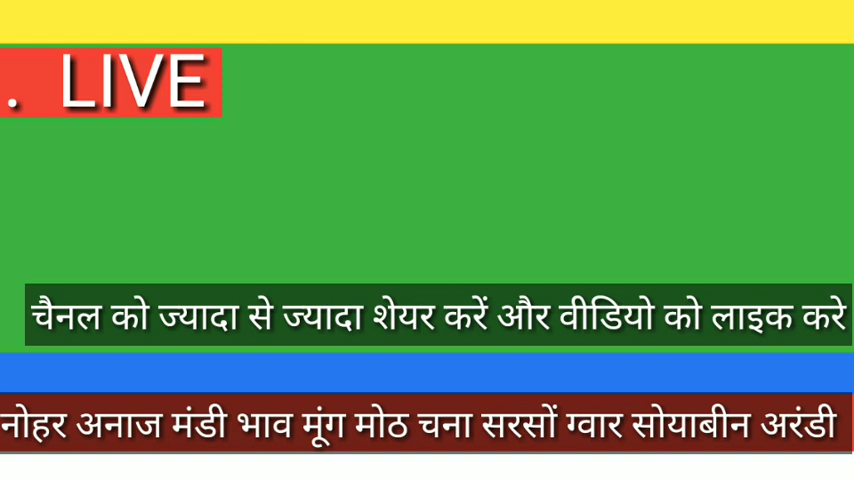 . LIVE
चैनल को ज्यादा से ज्यादा शेयर करें और वीडियो को लाइक करे
नोहर अनाज मंडी भाव मूंग मोठ चना सरसों ग्वार सोयाबीन अरंडी